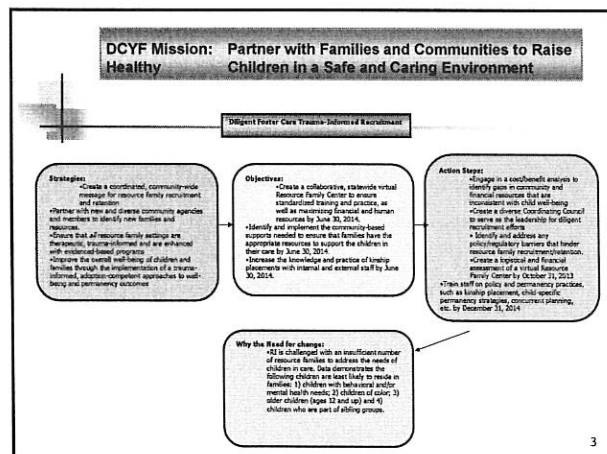 DCYF Mission: Partner with Families and Communities to Raise
Healthy Children in a Safe and Caring Environment
Diligent Foster Care Trauma-Informed Recruitment
Strategies:
•Create a coordinated, community-wide
message for resource family recruitment
and retention
•Partner with new and diverse community agencies
and members to identify new families and
resources.
•Ensure that all resource family settings are
therapeutic, trauma-informed and are enhanced
with evidenced-based programs
•Improve the overall well-being of children and
families through the implementation of a trauma-
informed, adoption-competent approaches to well-
being and permanency outcomes
Objectives:
•Create a collaborative, statewide virtual
Resource Family Center to ensure
standardized training and practice, as
well as maximizing financial and human
resources by June 30, 2014.
•Identify and implement the community-based
supports needed to ensure that families have the
appropriate resources to support the children in
their care by June 30, 2014.
•Increase the knowledge and practice of kinship
placements with internal and external staff by June
30, 2014.
Action Steps:
•Engage in a cost/benefit analysis to
identify gaps in community and
financial resources that are
inconsistent with child well-being
•Create a diverse Coordinating Council
to serve as the leadership for diligent
recruitment efforts
•Identify and address any
policy/regulatory barriers that hinder
resource family recruitment/retention.
•Create a logistical and financial
assessment of a virtual Resource
Family Center by October 31, 2013
•Train staff on policy and permanency practices,
such as kinship placement, child-specific
permanency strategies, concurrent planning,
etc. by December 31, 2014
Why the Need for change:
•RI is challenged with an insufficient number
of resource families to address the needs of
children in care. Data demonstrates the
following children are least likely to reside in
families: 1) children with behavioral and/or
mental health needs; 2) children of color; 3)
older children (ages 12 and up) and 4)
children who are part of sibling groups.
3